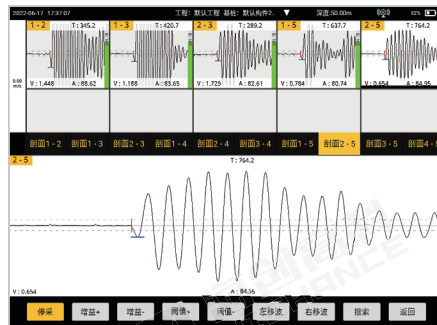 2022-06-17 17:37:07 工程: 默认工程 基桩: 默认构件2. ▼ 深度:50.00m 32%
1-2 T:345.2 1-3 T:420.7 2-3 T:289.2 1-5 T:637.7 2-5 T:764.2
0.00
m/s
V:1.448 A:88.62 V:1.188 A:83.65 V:1.729 A:82.61 V:0.784 A:80.74 V:0.654 A:84.95
剖面1-2 剖面1-3 剖面2-3 剖面1-4 剖面2-4 剖面3-4 剖面1-5 剖面2-5 剖面3-5 剖面4-5
2-5 T:764.2
V:0.654 A:84.95
停采 增益+ 增益- 阈值+ 阈值- 左移波 右移波 搜索 返回